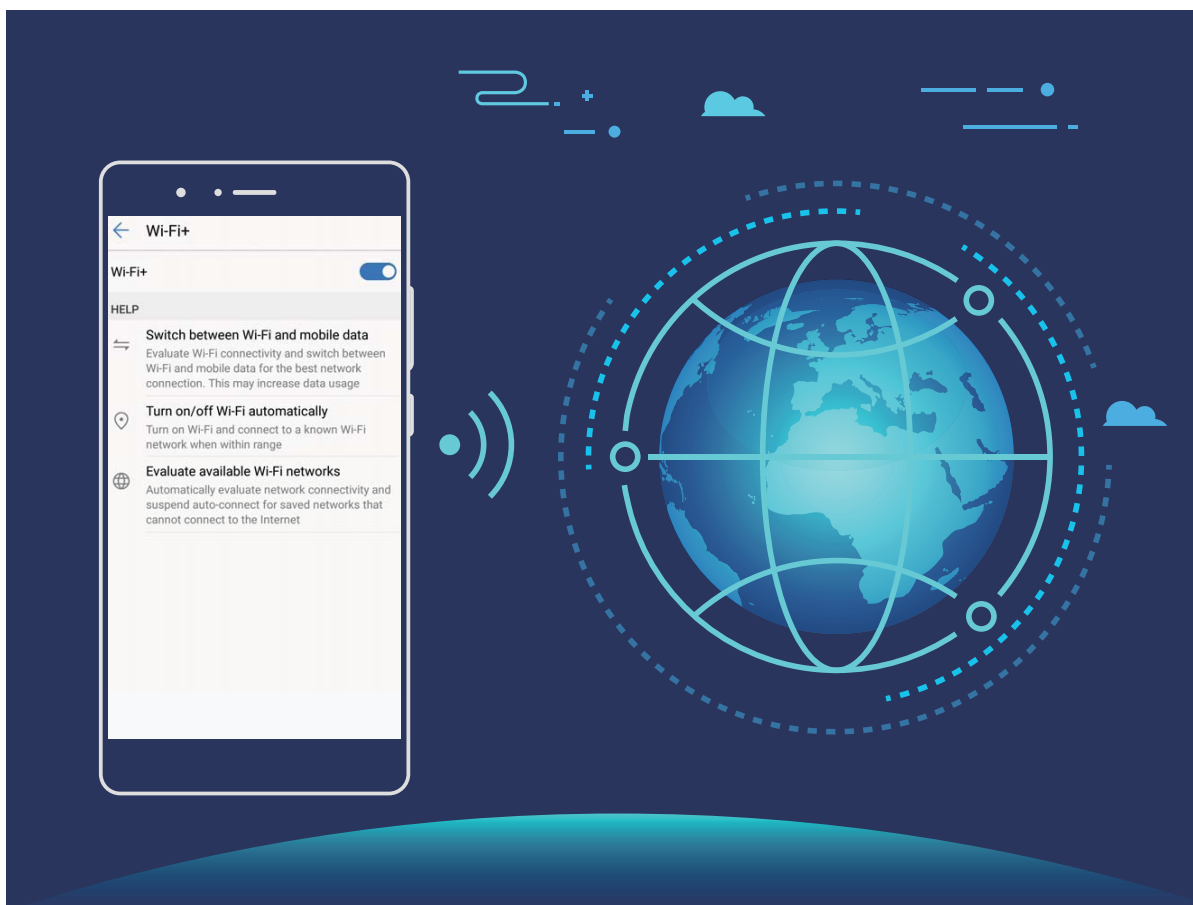 Wi-Fi+
Wi-Fi+
HELP
Switch between Wi-Fi and mobile data
Evaluate Wi-Fi connectivity and switch between
Wi-Fi and mobile data for the best network
connection. This may increase data usage
Turn on/off Wi-Fi automatically
Turn on Wi-Fi and connect to a known Wi-Fi
network when within range
Evaluate available Wi-Fi networks
Automatically evaluate network connectivity and
suspend auto-connect for saved networks that
cannot connect to the Internet